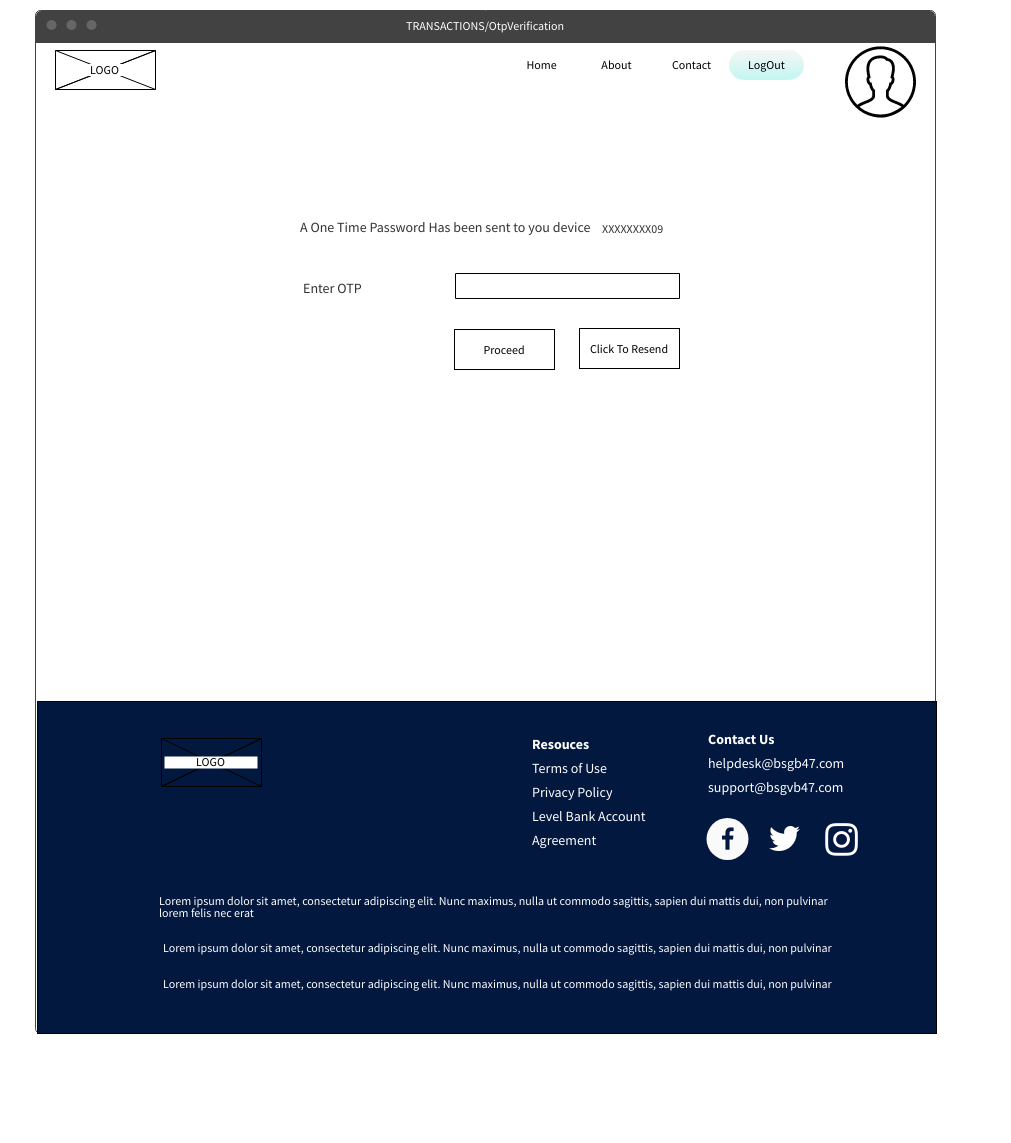 TRANSACTIONS/OtpVerification
LOGO
Home
About
Contact
LogOut
A One Time Password Has been sent to you device XXXXXXXX09
Enter OTP
Proceed
Click To Resend
LOGO
Resouces
Terms of Use
Privacy Policy
Level Bank Account
Agreement
Contact Us
helpdesk@bsgb47.com
support@bsgvb47.com
Lorem ipsum dolor sit amet, consectetur adipiscing elit. Nunc maximus, nulla ut commodo sagittis, sapien dui mattis dui, non pulvinar
lorem felis nec erat
Lorem ipsum dolor sit amet, consectetur adipiscing elit. Nunc maximus, nulla ut commodo sagittis, sapien dui mattis dui, non pulvinar
Lorem ipsum dolor sit amet, consectetur adipiscing elit. Nunc maximus, nulla ut commodo sagittis, sapien dui mattis dui, non pulvinar